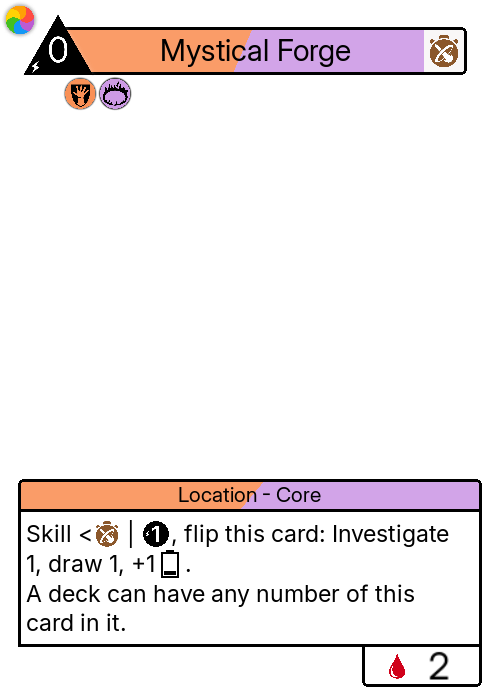 0 Mystical Forge
Location - Core
Skill < | 1, flip this card: Investigate
1, draw 1, +1 .
A deck can have any number of this
card in it.
2